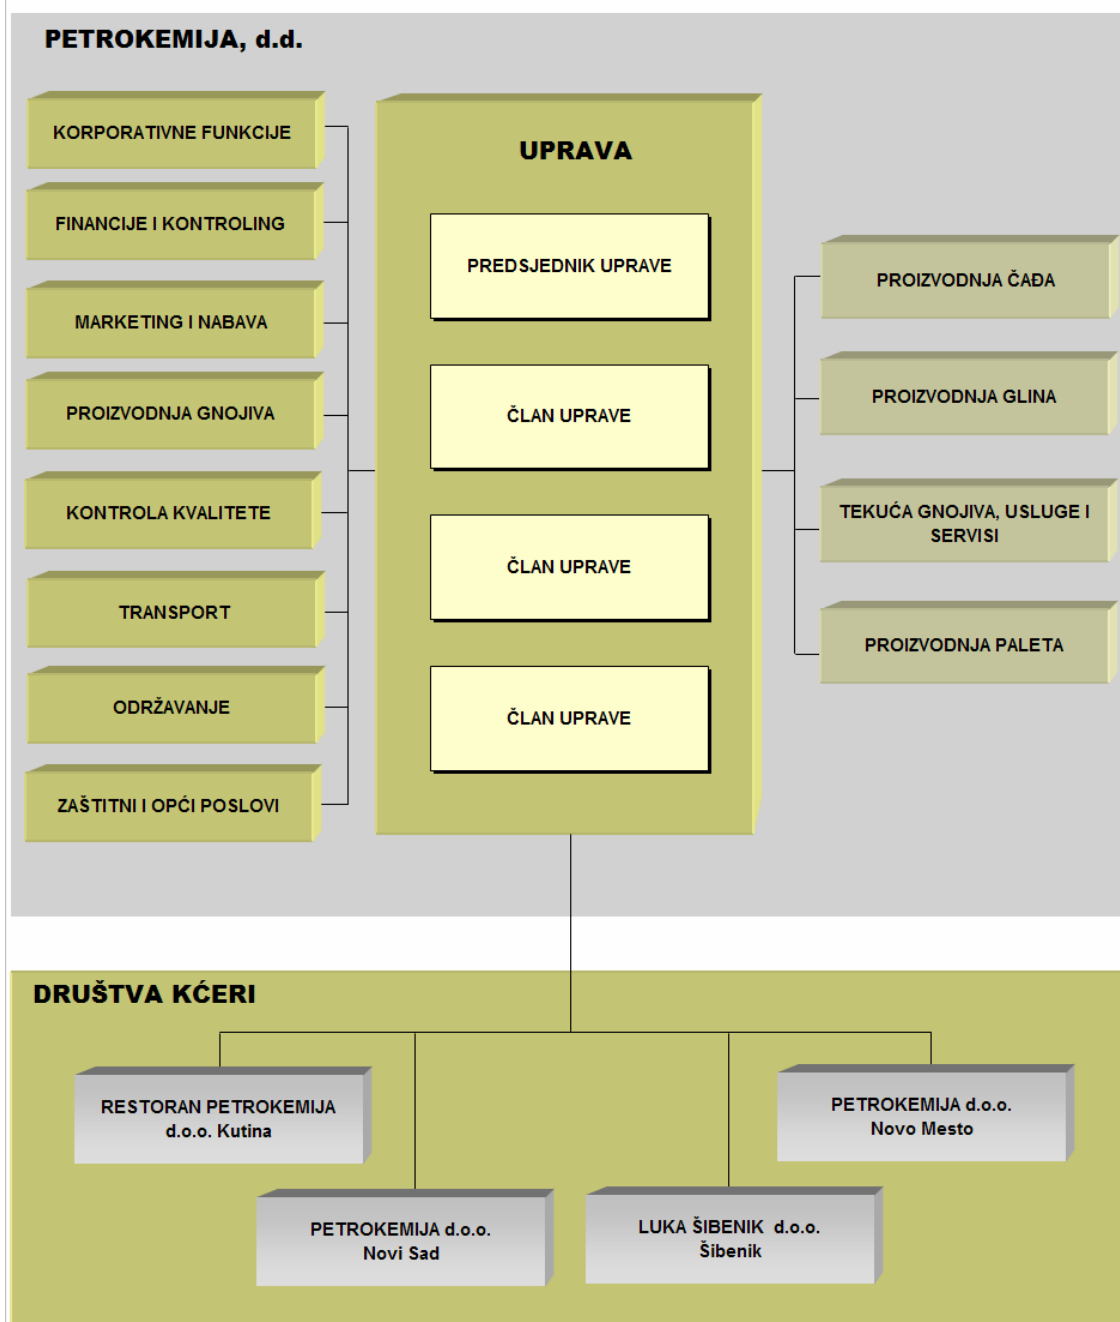 PETROKEMIJA, d.d.
KORPORATIVNE FUNKCIJE
FINANCIJE I KONTROLING
MARKETING I NABAVA
PROIZVODNJA GNOJIVA
KONTROLA KVALITETE
TRANSPORT
ODRŽAVANJE
ZAŠTITNI I OPĆI POSLOVI
UPRAVA
PREDSJEDNIK UPRAVE
ČLAN UPRAVE
ČLAN UPRAVE
ČLAN UPRAVE
PROIZVODNJA ČAĐA
PROIZVODNJA GLINA
TEKUĆA GNOJIVA, USLUGE I
SERVISI
PROIZVODNJA PALETA
DRUŠTVA KĆERI
RESTORAN PETROKEMIJA
d.o.o. Kutina
PETROKEMIJA d.o.o.
Novi Sad
LUKA ŠIBENIK d.o.o.
Šibenik
PETROKEMIJA d.o.o.
Novo Mesto